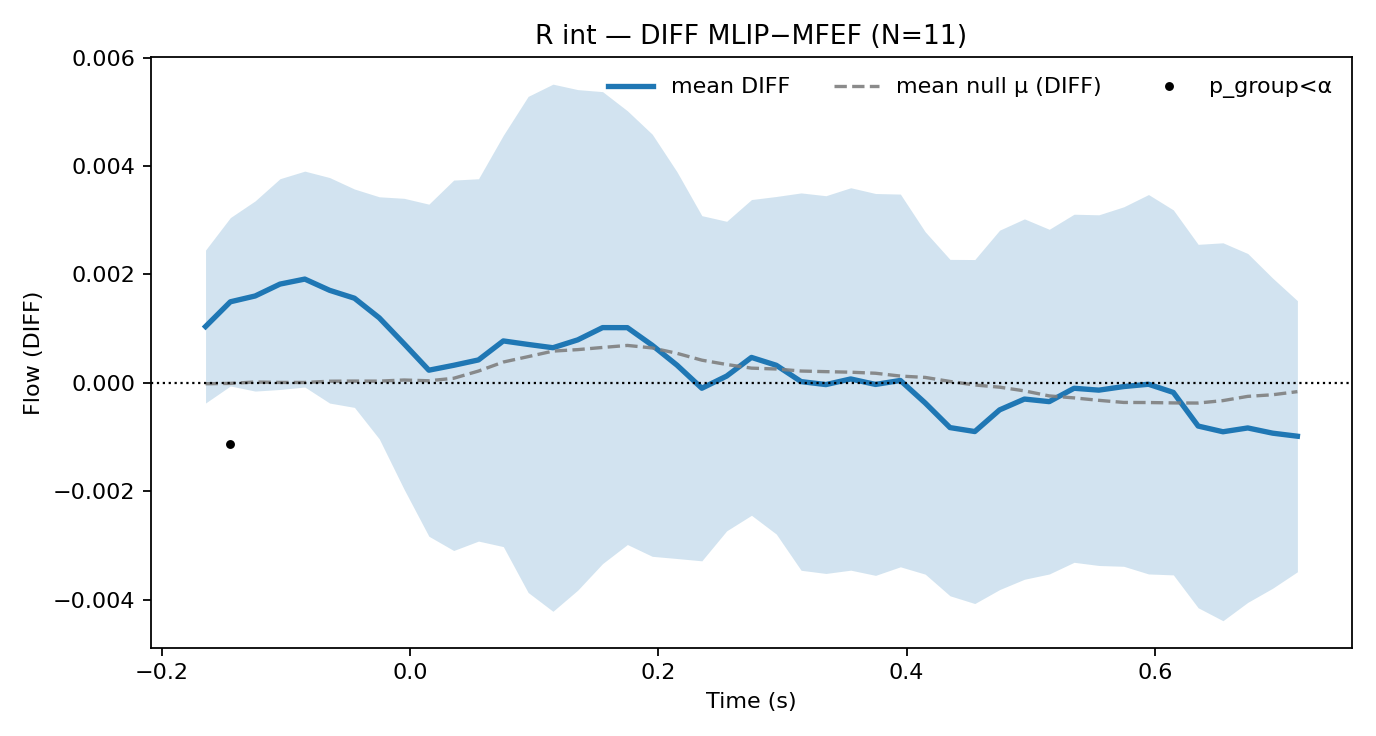 R int — DIFF MLIP−MFEF (N=11)
mean DIFF
mean null μ (DIFF)
p_group<α
0.006
0.004
0.002
0.000
−0.002
−0.004
Flow (DIFF)
−0.2
0.0
0.2
0.4
0.6
Time (s)